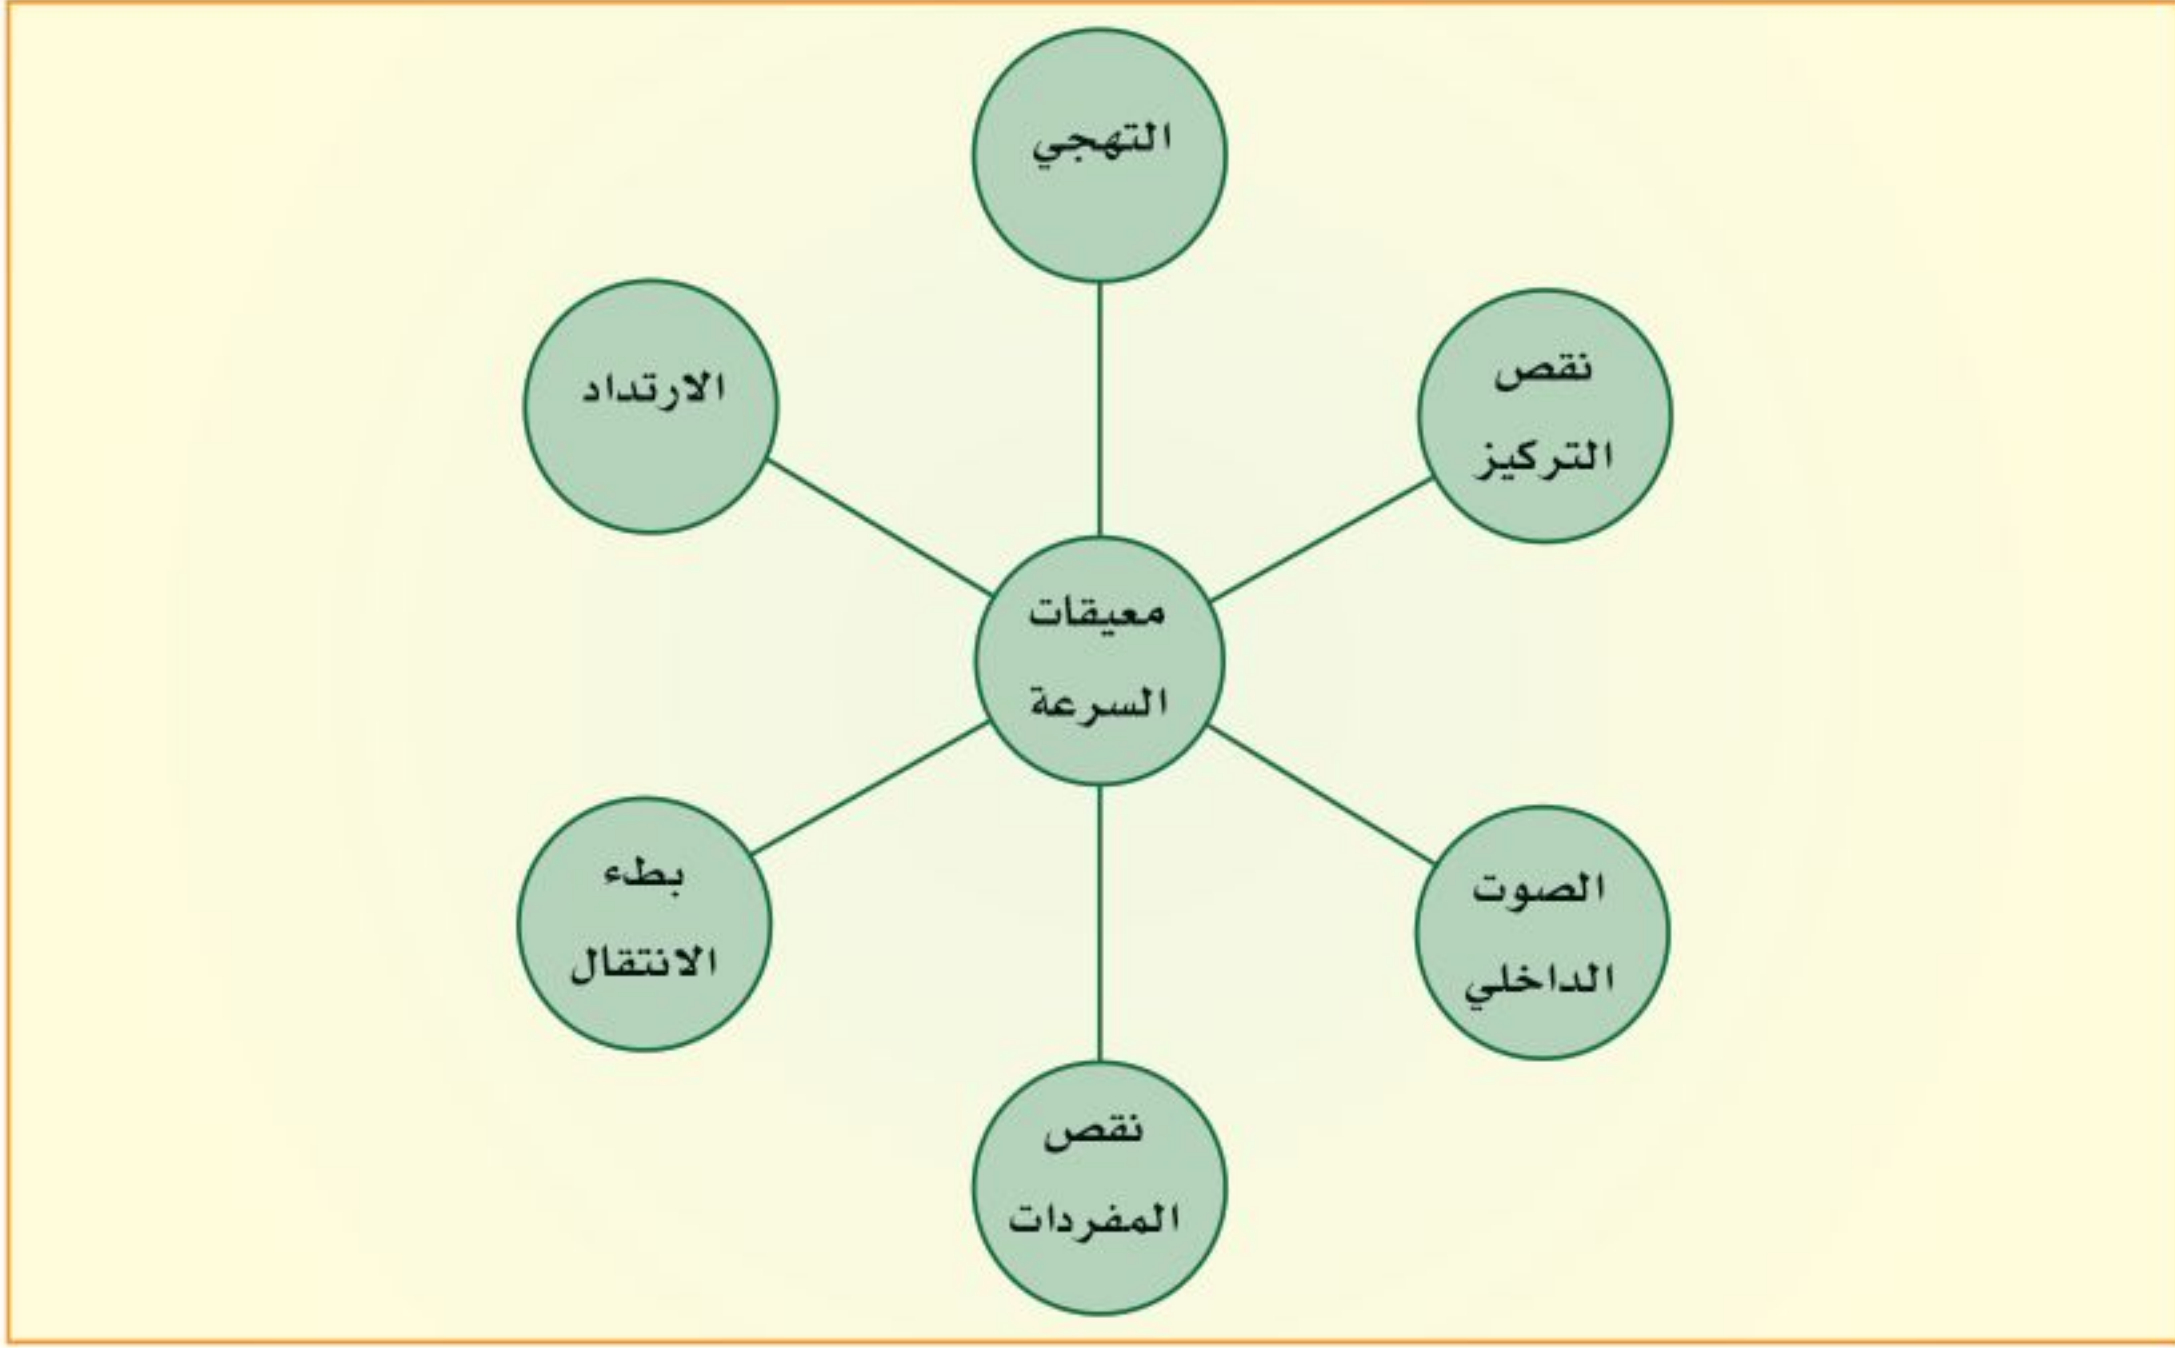 التهجي
نقص
التركيز
الارتداد
معيقات
السرعة
الصوت
الداخلي
بطء
الانتقال
نقص
المفردات